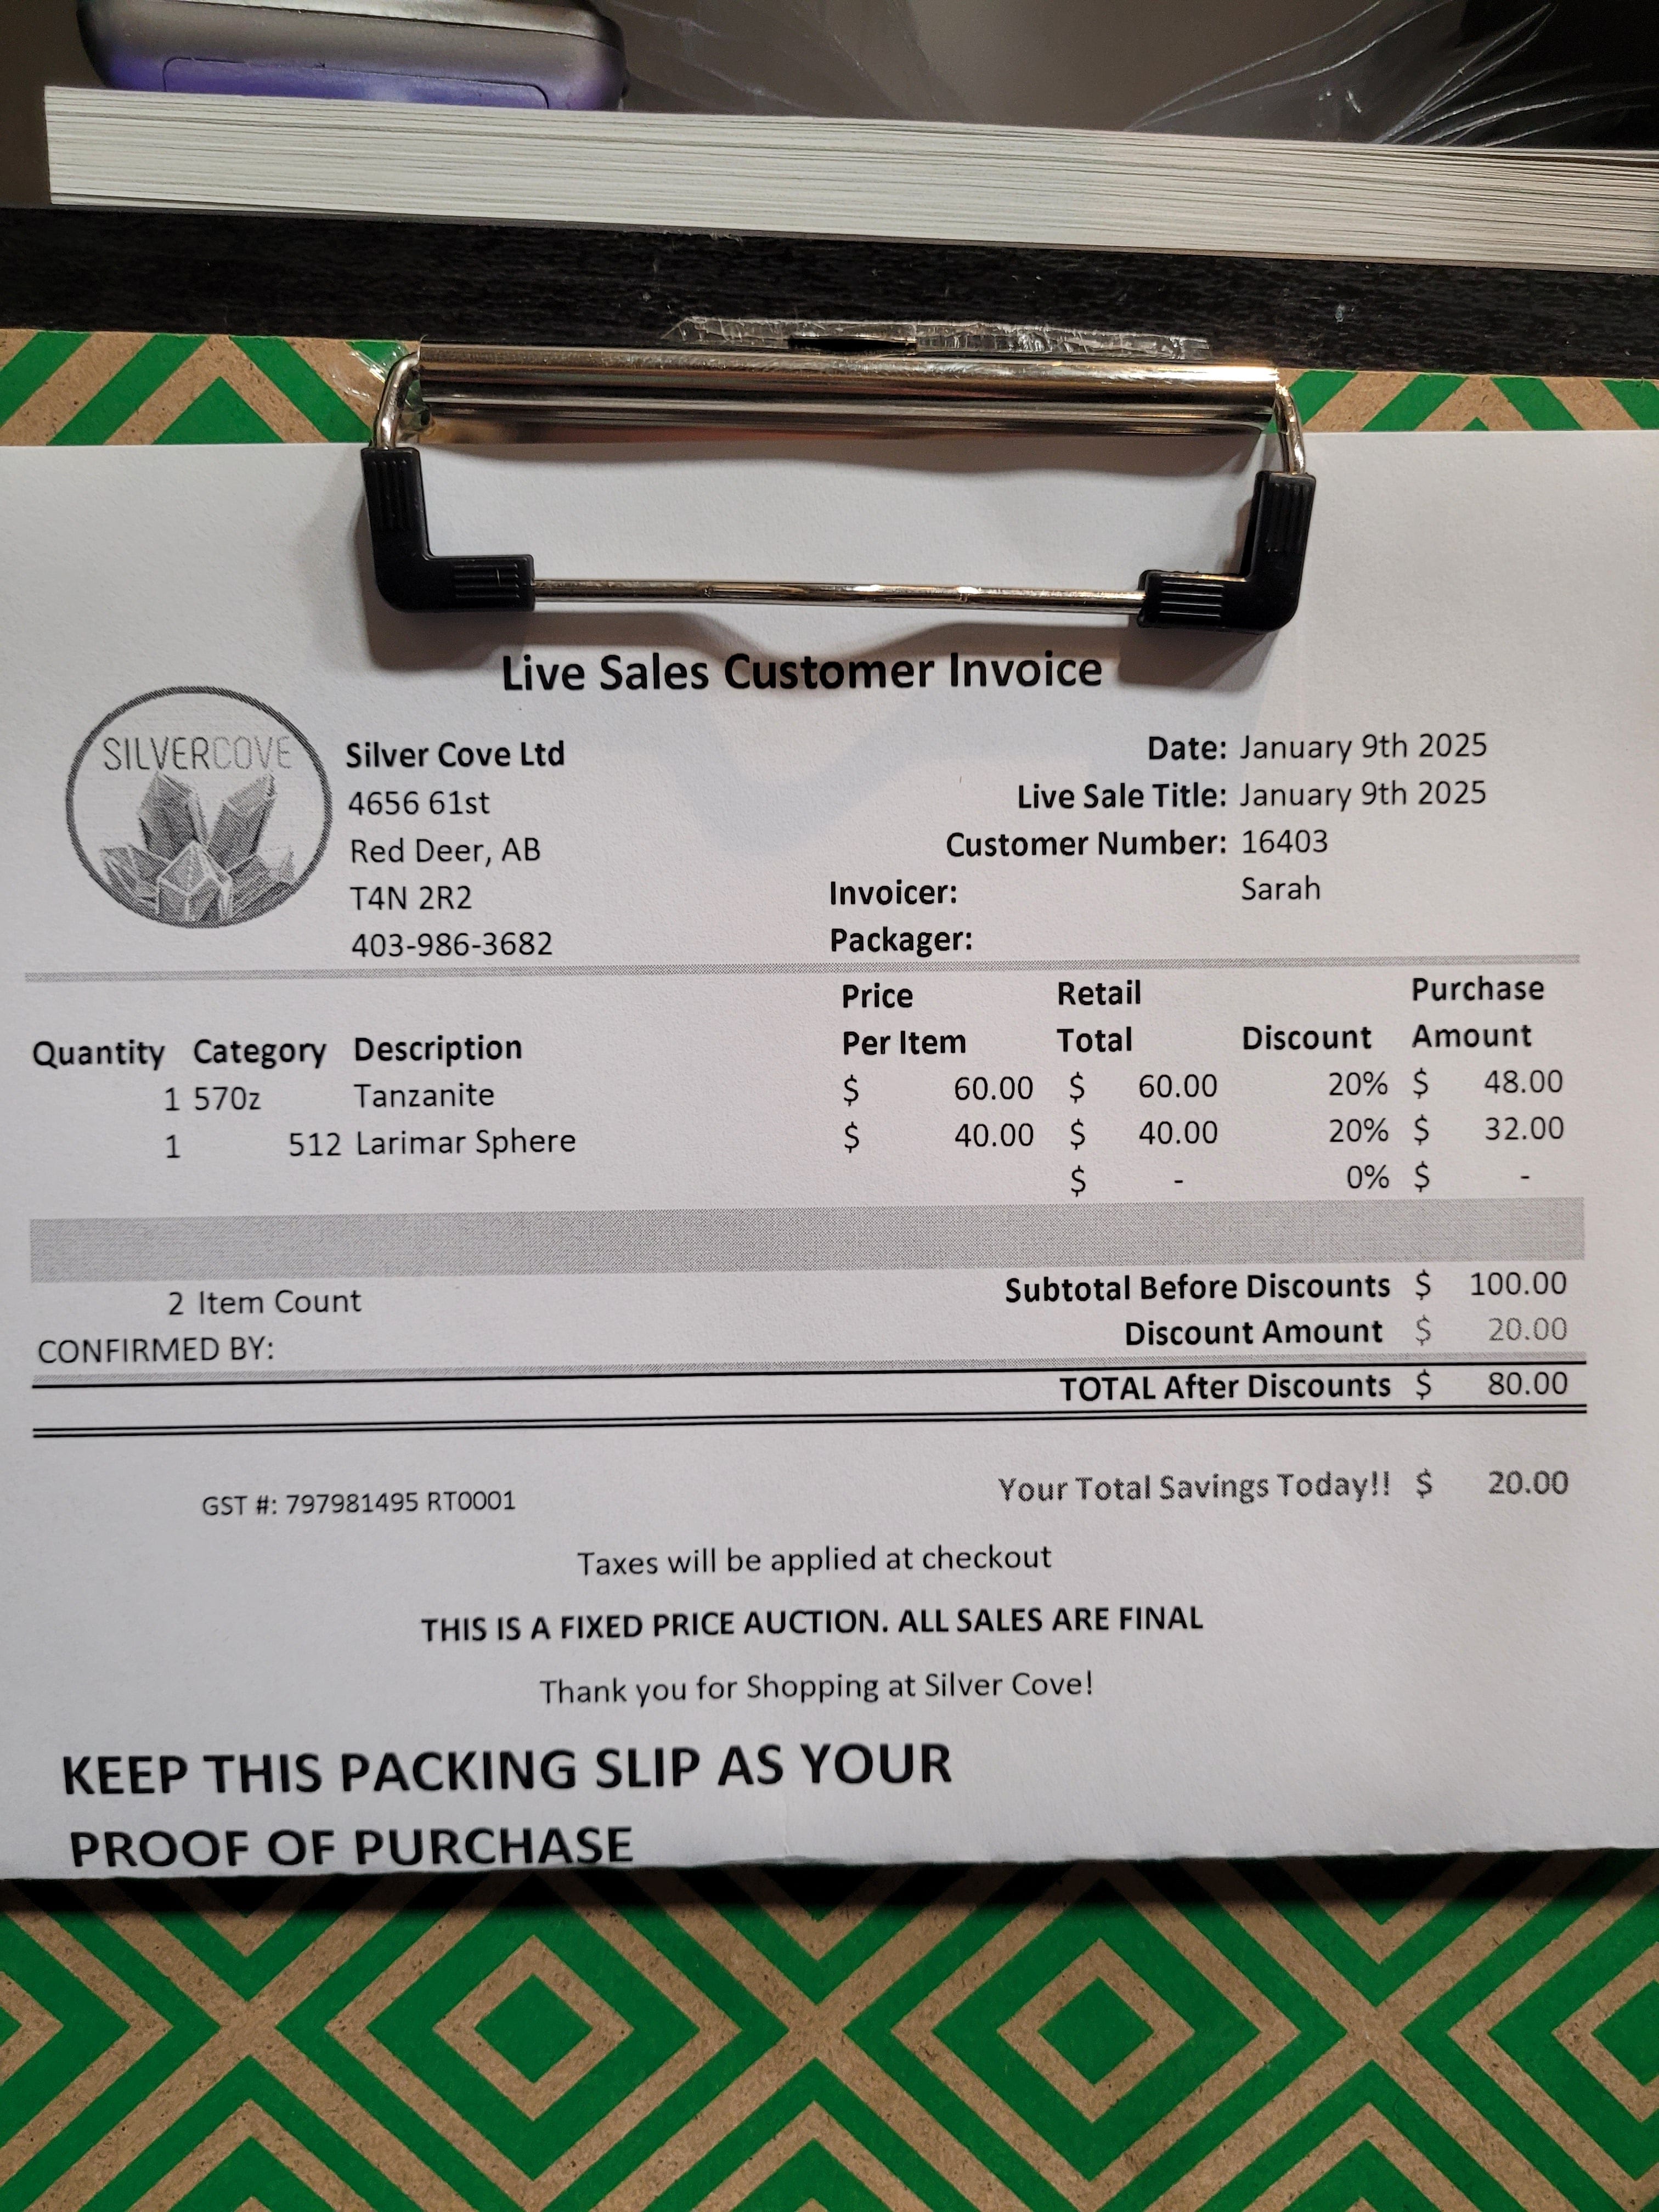 Live Sales Customer Invoice
SILVERCOVE
Silver Cove Ltd
4656 61st
Red Deer, AB
T4N 2R2
403-986-3682
Date: January 9th 2025
Live Sale Title: January 9th 2025
Customer Number: 16403
Invoicer: Sarah
Packager:
Quantity Category Description Price Per Item Retail Total Discount Purchase Amount
1 570z Tanzanite $ 60.00 $ 60.00 20% $ 48.00
1 512 Larimar Sphere $ 40.00 $ 40.00 20% $ 32.00
$ - 0% $ -
2 Item Count Subtotal Before Discounts $ 100.00
CONFIRMED BY: Discount Amount $ 20.00
TOTAL After Discounts $ 80.00
GST #: 797981495 RT0001 Your Total Savings Today!! $ 20.00
Taxes will be applied at checkout
THIS IS A FIXED PRICE AUCTION. ALL SALES ARE FINAL
Thank you for Shopping at Silver Cove!
KEEP THIS PACKING SLIP AS YOUR
PROOF OF PURCHASE